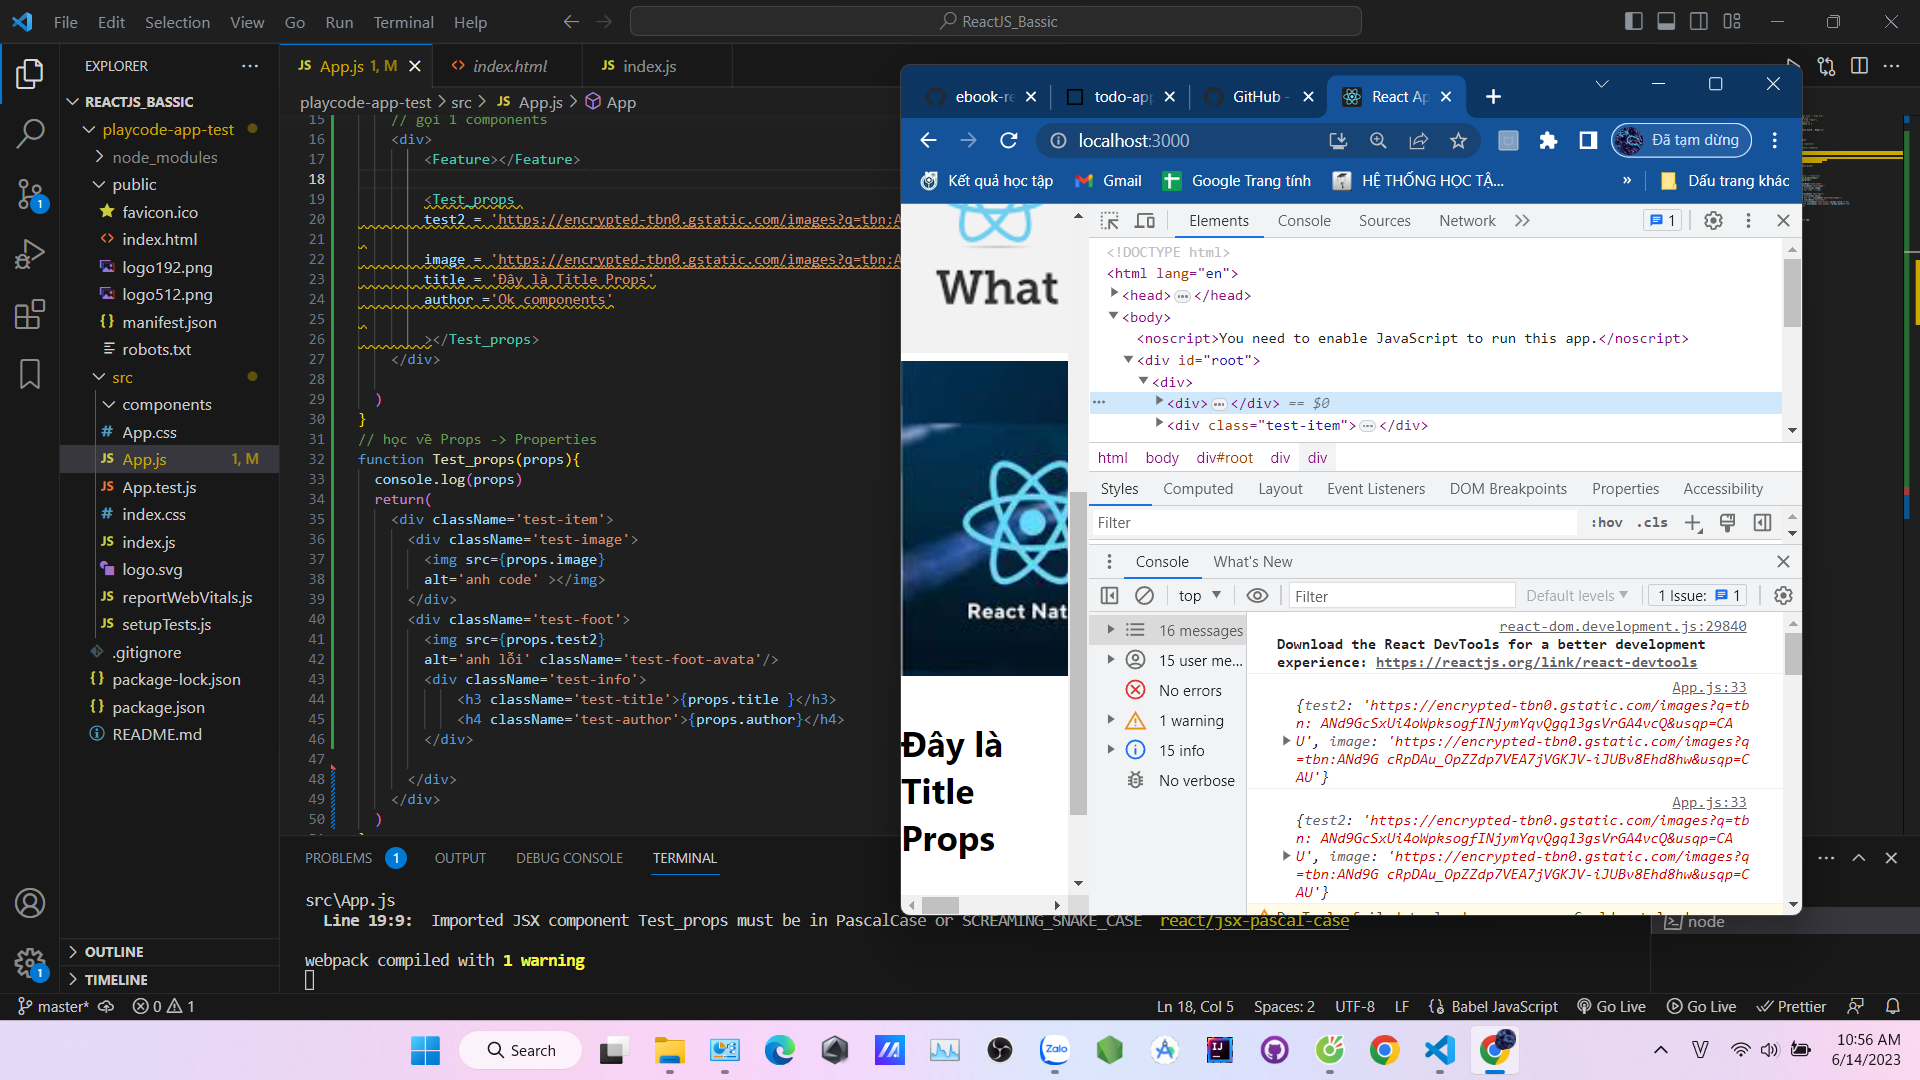 File Edit Selection View Go Run Terminal Help
ReactJS_Bassic
EXPLORER
REACTJS_BASSIC
playcode-app-test
node_modules
public
favicon.ico
index.html
logo192.png
logo512.png
manifest.json
robots.txt
src
components
App.css
App.js 1, M
App.test.js
index.css
index.js
logo.svg
reportWebVitals.js
setupTests.js
.gitignore
package-lock.json
package.json
README.md
OUTLINE
TIMELINE
App.js 1, M
index.html
index.js
playcode-app-test > src > App.js > App
15 // gọi 1 components
16 <div>
17 <Feature></Feature>
18
19 <Test_props
20 test2 = 'https://encrypted-tbn0.gstatic.com/images?q=tbn:A
21
22 image = 'https://encrypted-tbn0.gstatic.com/images?q=tbn:A
23 title = 'Đây là Title Props'
24 author ='Ok components'
25
26 ></Test_props>
27 </div>
28
29 )
30 }
31 // học về Props -> Properties
32 function Test_props(props){
33 console.log(props)
34 return(
35 <div className='test-item'>
36 <div className='test-image'>
37 <img src={props.image}
38 alt='anh code' ></img>
39 </div>
40 <div className='test-foot'>
41 <img src={props.test2}
42 alt='anh lỗi' className='test-foot-avata'/>
43 <div className='test-info'>
44 <h3 className='test-title'>{props.title }</h3>
45 <h4 className='test-author'>{props.author}</h4>
46 </div>
47
48 </div>
49 </div>
50 )
PROBLEMS 1 OUTPUT DEBUG CONSOLE TERMINAL
src\App.js
Line 19:9: Imported JSX component Test_props must be in PascalCase or SCREAMING_SNAKE_CASE react/jsx-pascal-case
webpack compiled with 1 warning
node
master* 0 1
Ln 18, Col 5 Spaces: 2 UTF-8 LF Babel JavaScript Go Live Go Live Prettier
ebook-re
todo-app
GitHub -
React Ap
localhost:3000
Đã tạm dừng
Kết quả học tập Gmail Google Trang tính HỆ THỐNG HỌC TẬ... » Dấu trang khác
What
React Nat
Đây là
Title
Props
Elements Console Sources Network 1
<!DOCTYPE html>
<html lang="en">
<head> ... </head>
<body>
<noscript>You need to enable JavaScript to run this app.</noscript>
<div id="root">
<div>
<div> ... </div> == $0
<div class="test-item"> ... </div>
html body div#root div div
Styles Computed Layout Event Listeners DOM Breakpoints Properties Accessibility
Filter :hov .cls
Console What's New
top Filter Default levels 1 Issue: 1
16 messages
15 user me...
No errors
1 warning
15 info
No verbose
react-dom.development.js:29840
Download the React DevTools for a better development
experience: https://reactjs.org/link/react-devtools
App.js:33
{test2: 'https://encrypted-tbn0.gstatic.com/images?q=tb
n: ANd9GcSxUi4oWpksogfINjymYqvQgq13gsVrGA4vcQ&usqp=CA
U', image: 'https://encrypted-tbn0.gstatic.com/images?q
=tbn:ANd9G cRpDAu_OpZZdp7VEA7jVGKJV-iJUBv8Ehd8hw&usqp=C
AU'}
App.js:33
{test2: 'https://encrypted-tbn0.gstatic.com/images?q=tb
n: ANd9GcSxUi4oWpksogfINjymYqvQgq13gsVrGA4vcQ&usqp=CA
U', image: 'https://encrypted-tbn0.gstatic.com/images?q
=tbn:ANd9G cRpDAu_OpZZdp7VEA7jVGKJV-iJUBv8Ehd8hw&usqp=C
AU'}
Search
Zalo
10:56 AM
6/14/2023